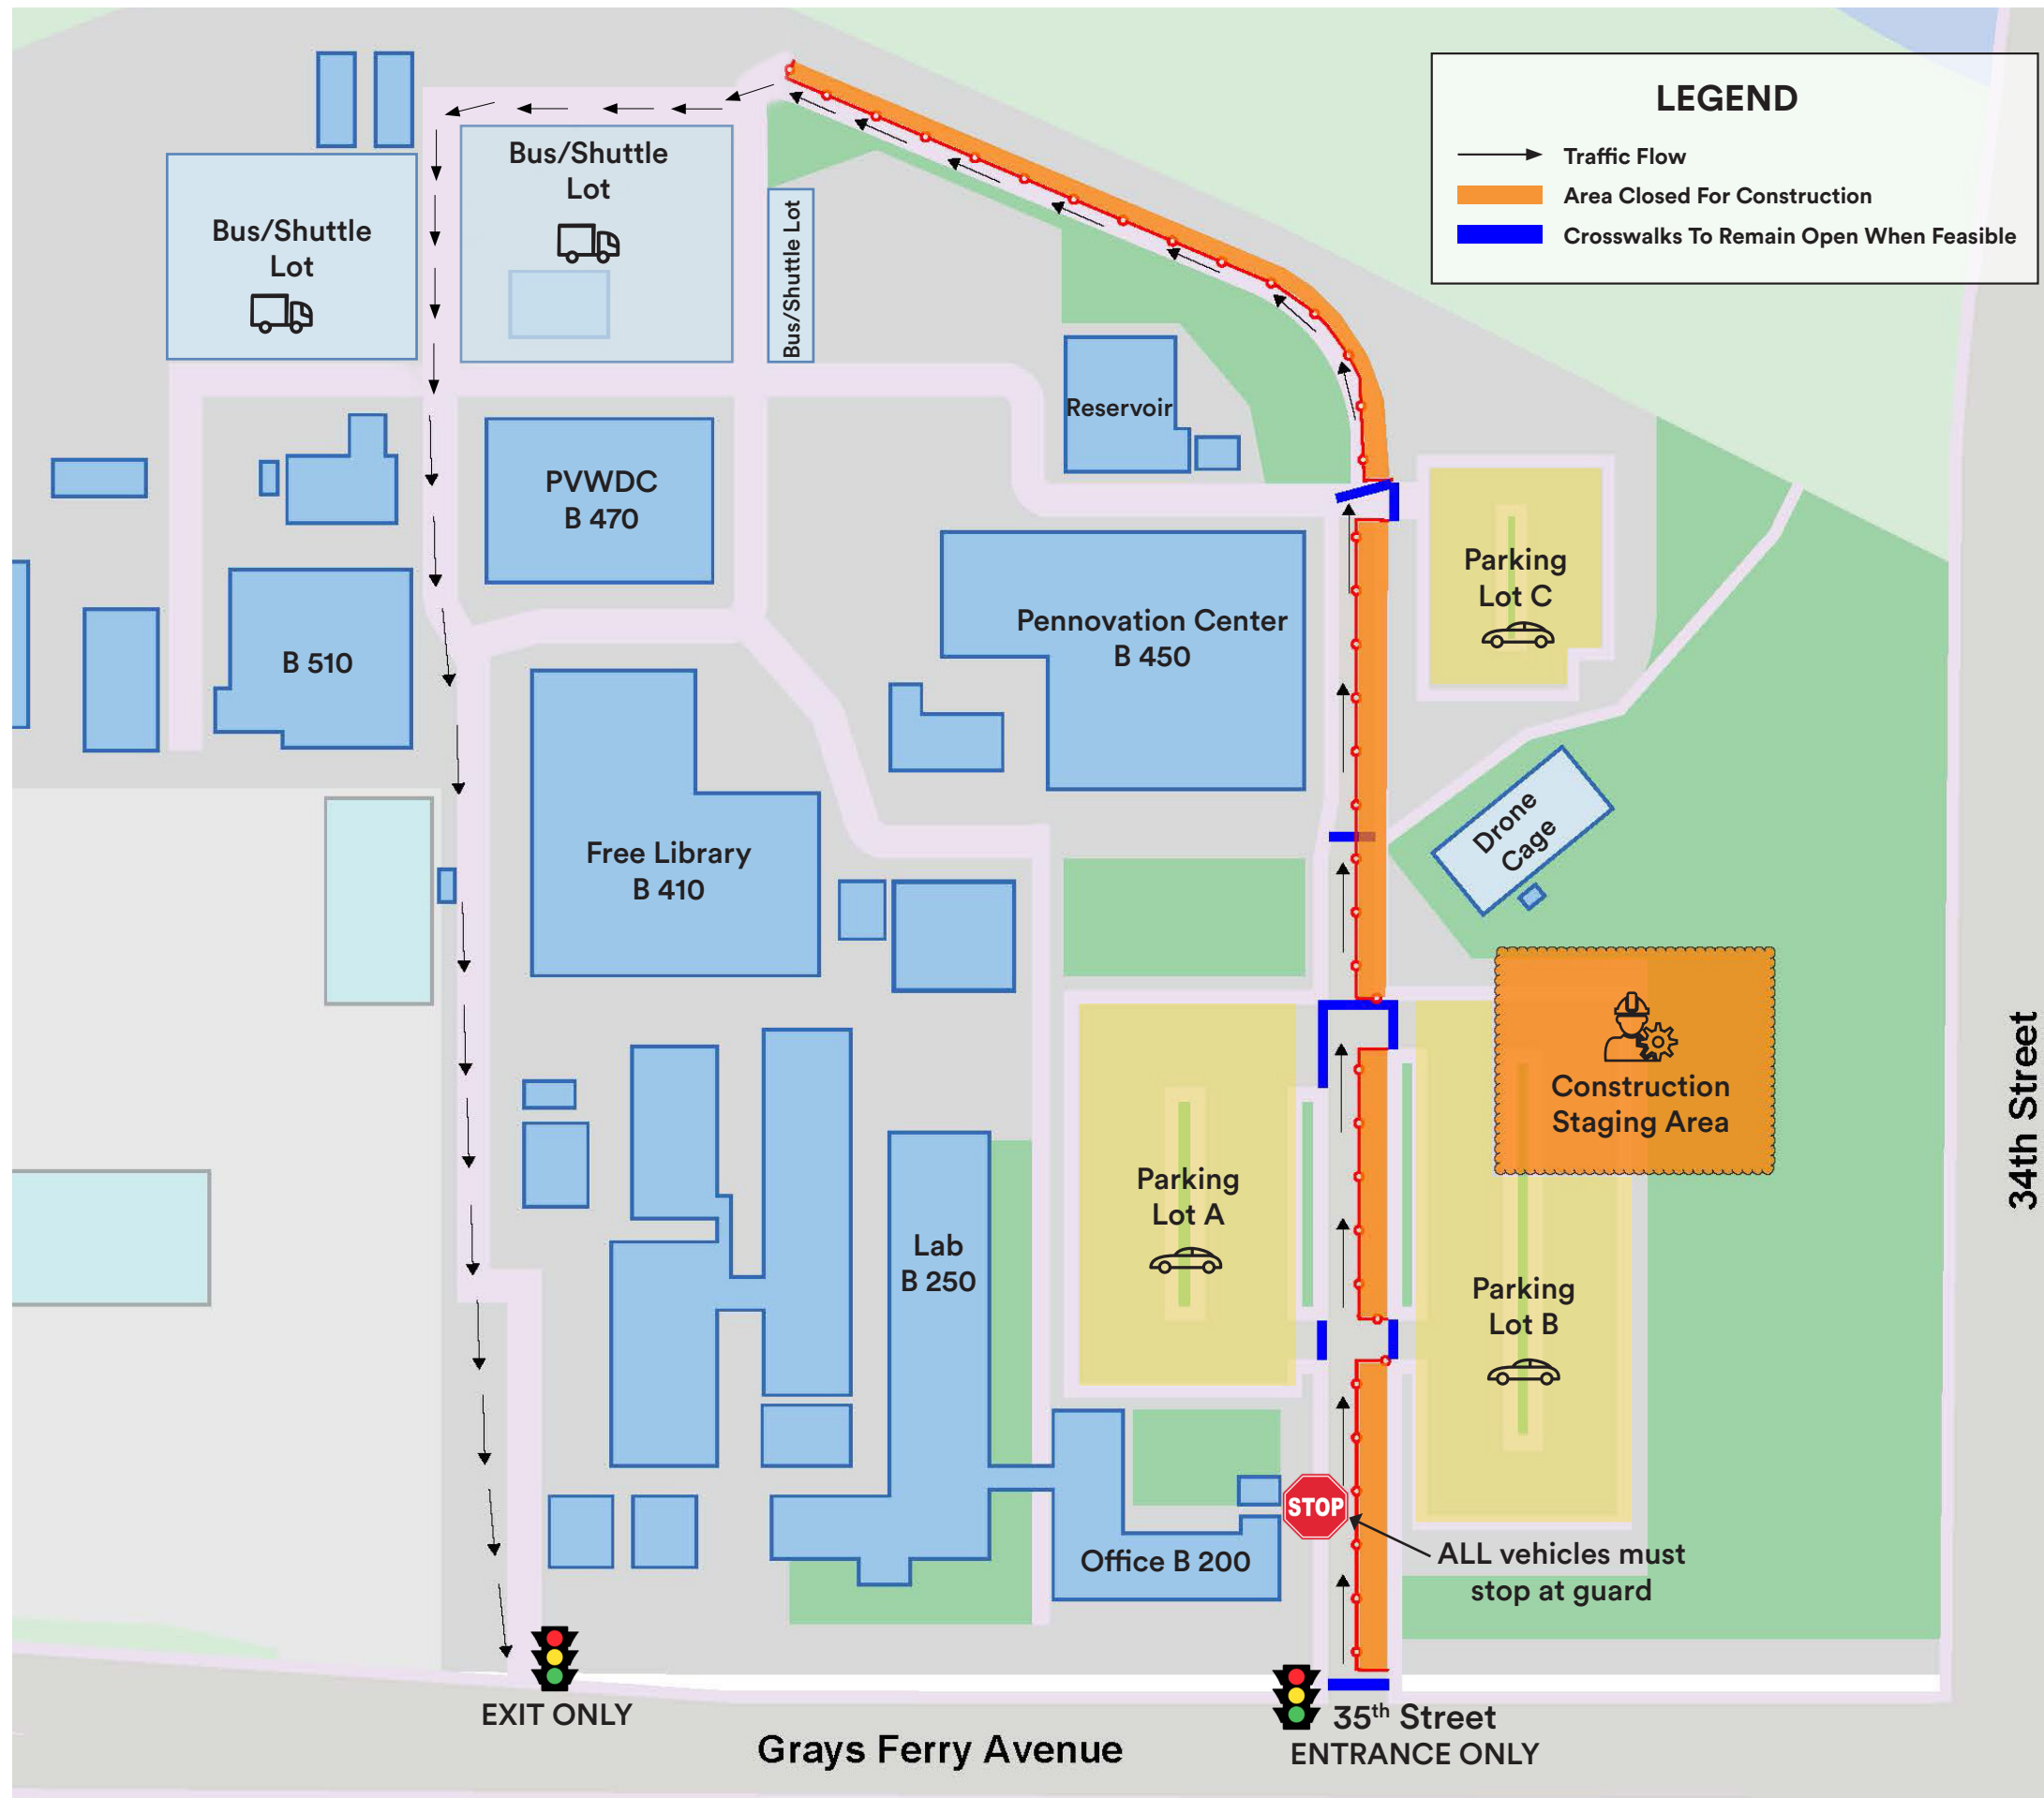 LEGEND
Traffic Flow
Area Closed For Construction
Crosswalks To Remain Open When Feasible
Bus/Shuttle
Lot
Bus/Shuttle
Lot
Bus/Shuttle Lot
Reservoir
PVWDC
B 470
Parking
Lot C
Pennovation Center
B 450
B 510
Drone
Cage
Free Library
B 410
Construction
Staging Area
34th Street
Parking
Lot A
Lab
B 250
Parking
Lot B
STOP
ALL vehicles must
stop at guard
Office B 200
EXIT ONLY
35th Street
ENTRANCE ONLY
Grays Ferry Avenue